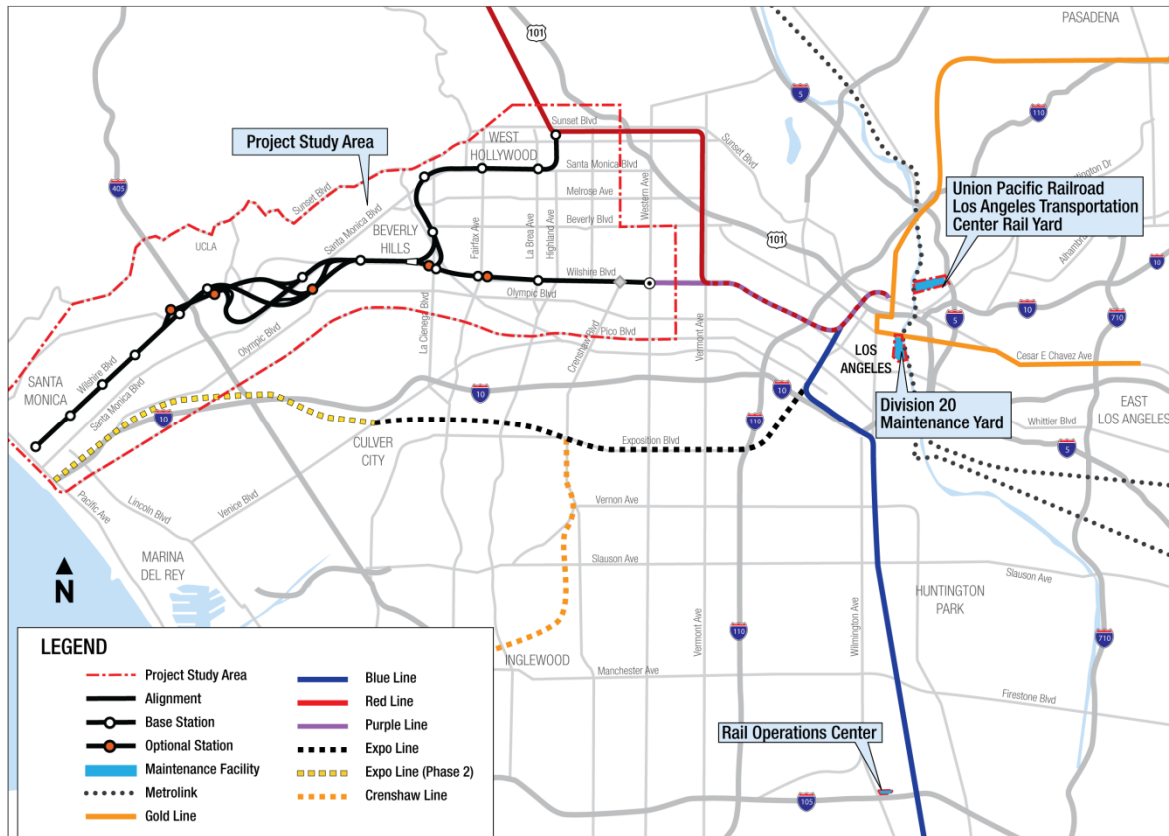 PASADENA
101
5
110
Sunset Blvd
WEST
HOLLYWOOD
Project Study Area
Santa Monica Blvd
Sunset Blvd
Union Pacific Railroad
Los Angeles Transportation
Center Rail Yard
405
Sunset Blvd
Melrose Ave
Western Ave
Santa Monica Blvd
Beverly Blvd
UCLA
BEVERLY
HILLS
Fairfax Ave
La Brea Ave
Highland Ave
101
10
Wilshire Blvd
Olympic Blvd
10
5
710
Olympic Blvd
La Cienega Blvd
Pico Blvd
Crenshaw Blvd
Vermont Ave
LOS
ANGELES
Cesar E Chavez Ave
SANTA
MONICA
Wilshire Blvd
Santa Monica Blvd
10
10
10
110
Division 20
Maintenance Yard
EAST
LOS ANGELES
Whittier Blvd
5
CULVER
CITY
Exposition Blvd
Pacific Ave
Lincoln Blvd
Venice Blvd
Vernon Ave
MARINA
DEL REY
N
Slauson Ave
Slauson Ave
HUNTINGTON
PARK
110
710
Vermont Ave
Wilmington Ave
INGLEWOOD
Manchester Ave
Firestone Blvd
Rail Operations Center
105
LEGEND
Project Study Area
Alignment
Base Station
Optional Station
Maintenance Facility
Metrolink
Gold Line
Blue Line
Red Line
Purple Line
Expo Line
Expo Line (Phase 2)
Crenshaw Line